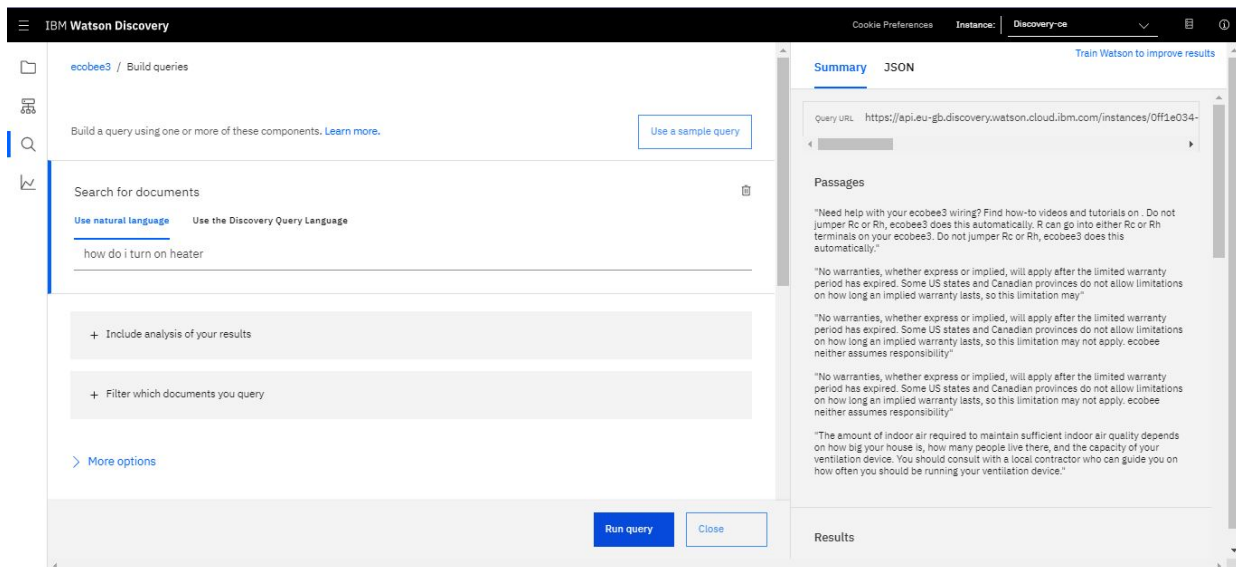 IBM Watson Discovery
Cookie Preferences
Instance:
Discovery-ce
ecobee3 / Build queries
Build a query using one or more of these components. Learn more.
Use a sample query
Search for documents
Use natural language
Use the Discovery Query Language
how do i turn on heater
+ Include analysis of your results
+ Filter which documents you query
More options
Run query
Close
Train Watson to improve results
Summary
JSON
Query URL https://api.eu-gb.discovery.watson.cloud.ibm.com/instances/0ff1e034-
Passages
"Need help with your ecobee3 wiring? Find how-to videos and tutorials on . Do not
jumper Rc or Rh, ecobee3 does this automatically. R can go into either Rc or Rh
terminals on your ecobee3. Do not jumper Rc or Rh, ecobee3 does this
automatically."
"No warranties, whether express or implied, will apply after the limited warranty
period has expired. Some US states and Canadian provinces do not allow limitations
on how long an implied warranty lasts, so this limitation may"
"No warranties, whether express or implied, will apply after the limited warranty
period has expired. Some US states and Canadian provinces do not allow limitations
on how long an implied warranty lasts, so this limitation may not apply. ecobee
neither assumes responsibility"
"No warranties, whether express or implied, will apply after the limited warranty
period has expired. Some US states and Canadian provinces do not allow limitations
on how long an implied warranty lasts, so this limitation may not apply. ecobee
neither assumes responsibility"
"The amount of indoor air required to maintain sufficient indoor air quality depends
on how big your house is, how many people live there, and the capacity of your
ventilation device. You should consult with a local contractor who can guide you on
how often you should be running your ventilation device."
Results